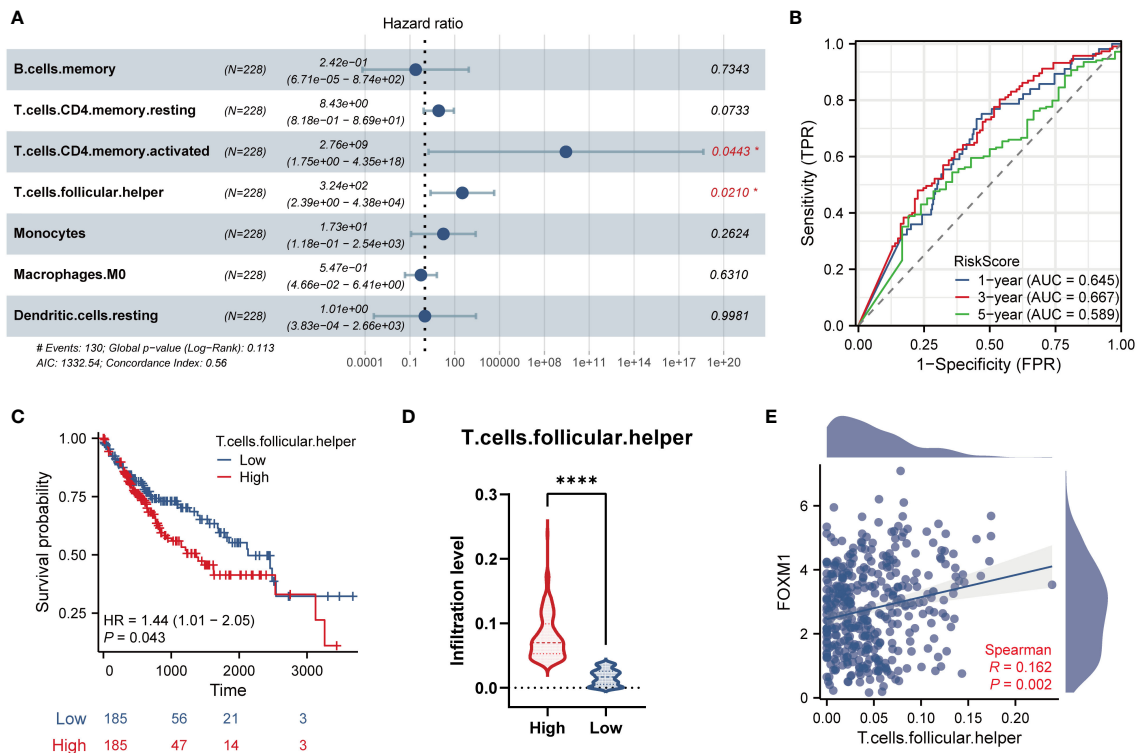 A
Hazard ratio
B.cells.memory (N=228) 2.42e−01 (6.71e−05 − 8.74e+02) 0.7343
T.cells.CD4.memory.resting (N=228) 8.43e+00 (8.18e−01 − 8.69e+01) 0.0733
T.cells.CD4.memory.activated (N=228) 2.76e+09 (1.75e+00 − 4.35e+18) 0.0443 *
T.cells.follicular.helper (N=228) 3.24e+02 (2.39e+00 − 4.38e+04) 0.0210 *
Monocytes (N=228) 1.73e+01 (1.18e−01 − 2.54e+03) 0.2624
Macrophages.M0 (N=228) 5.47e−01 (4.66e−02 − 6.41e+00) 0.6310
Dendritic.cells.resting (N=228) 1.01e+00 (3.83e−04 − 2.66e+03) 0.9981
# Events: 130; Global p−value (Log−Rank): 0.113
AIC: 1332.54; Concordance Index: 0.56
0.0001 0.1 100 100000 1e+08 1e+11 1e+14 1e+17 1e+20
B
Sensitivity (TPR)
1.0
0.8
0.6
0.4
0.2
0.0
RiskScore
1−year (AUC = 0.645)
3−year (AUC = 0.667)
5−year (AUC = 0.589)
0.00 0.25 0.50 0.75 1.00
1−Specificity (FPR)
C
Survival probability
1.00
0.75
0.50
0.25
T.cells.follicular.helper
Low
High
HR = 1.44 (1.01 − 2.05)
P = 0.043
0 1000 2000 3000
Time
Low 185 56 21 3
High 185 47 14 3
D
T.cells.follicular.helper
Infiltration level
0.3
0.2
0.1
0.0
****
High Low
E
FOXM1
6
4
2
0
Spearman
R = 0.162
P = 0.002
0.00 0.05 0.10 0.15 0.20
T.cells.follicular.helper